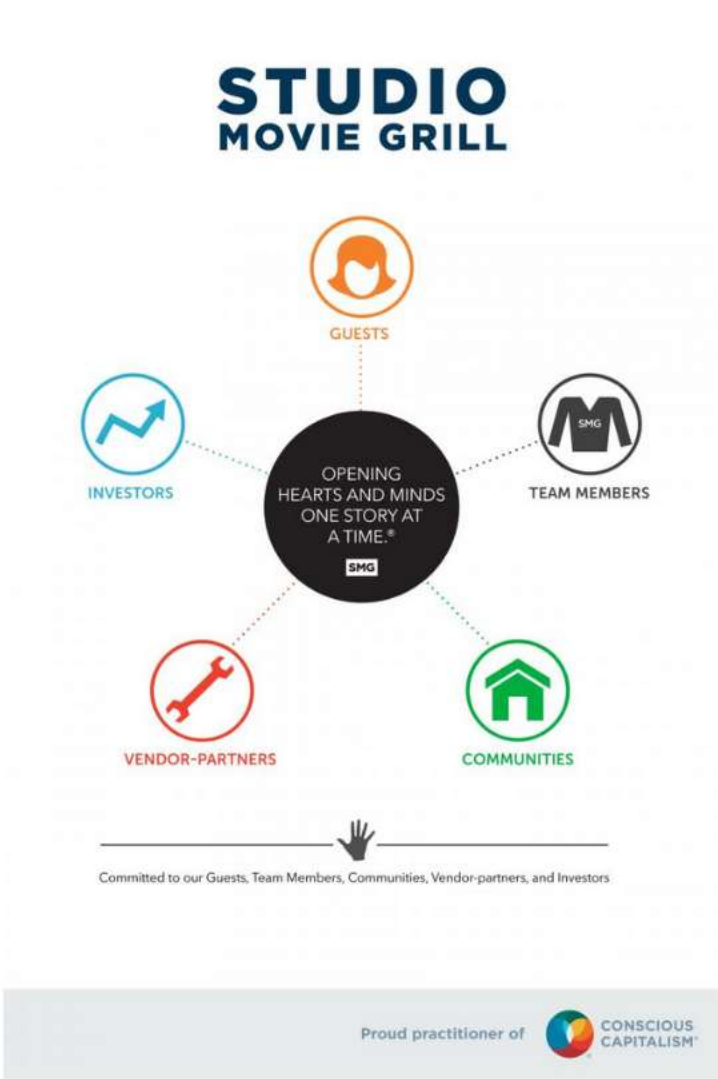 STUDIO
MOVIE GRILL
GUESTS
INVESTORS
SMG
TEAM MEMBERS
OPENING
HEARTS AND MINDS
ONE STORY AT
A TIME.®
SMG
VENDOR-PARTNERS
COMMUNITIES
Committed to our Guests, Team Members, Communities, Vendor-partners, and Investors
Proud practitioner of
CONSCIOUS
CAPITALISM®